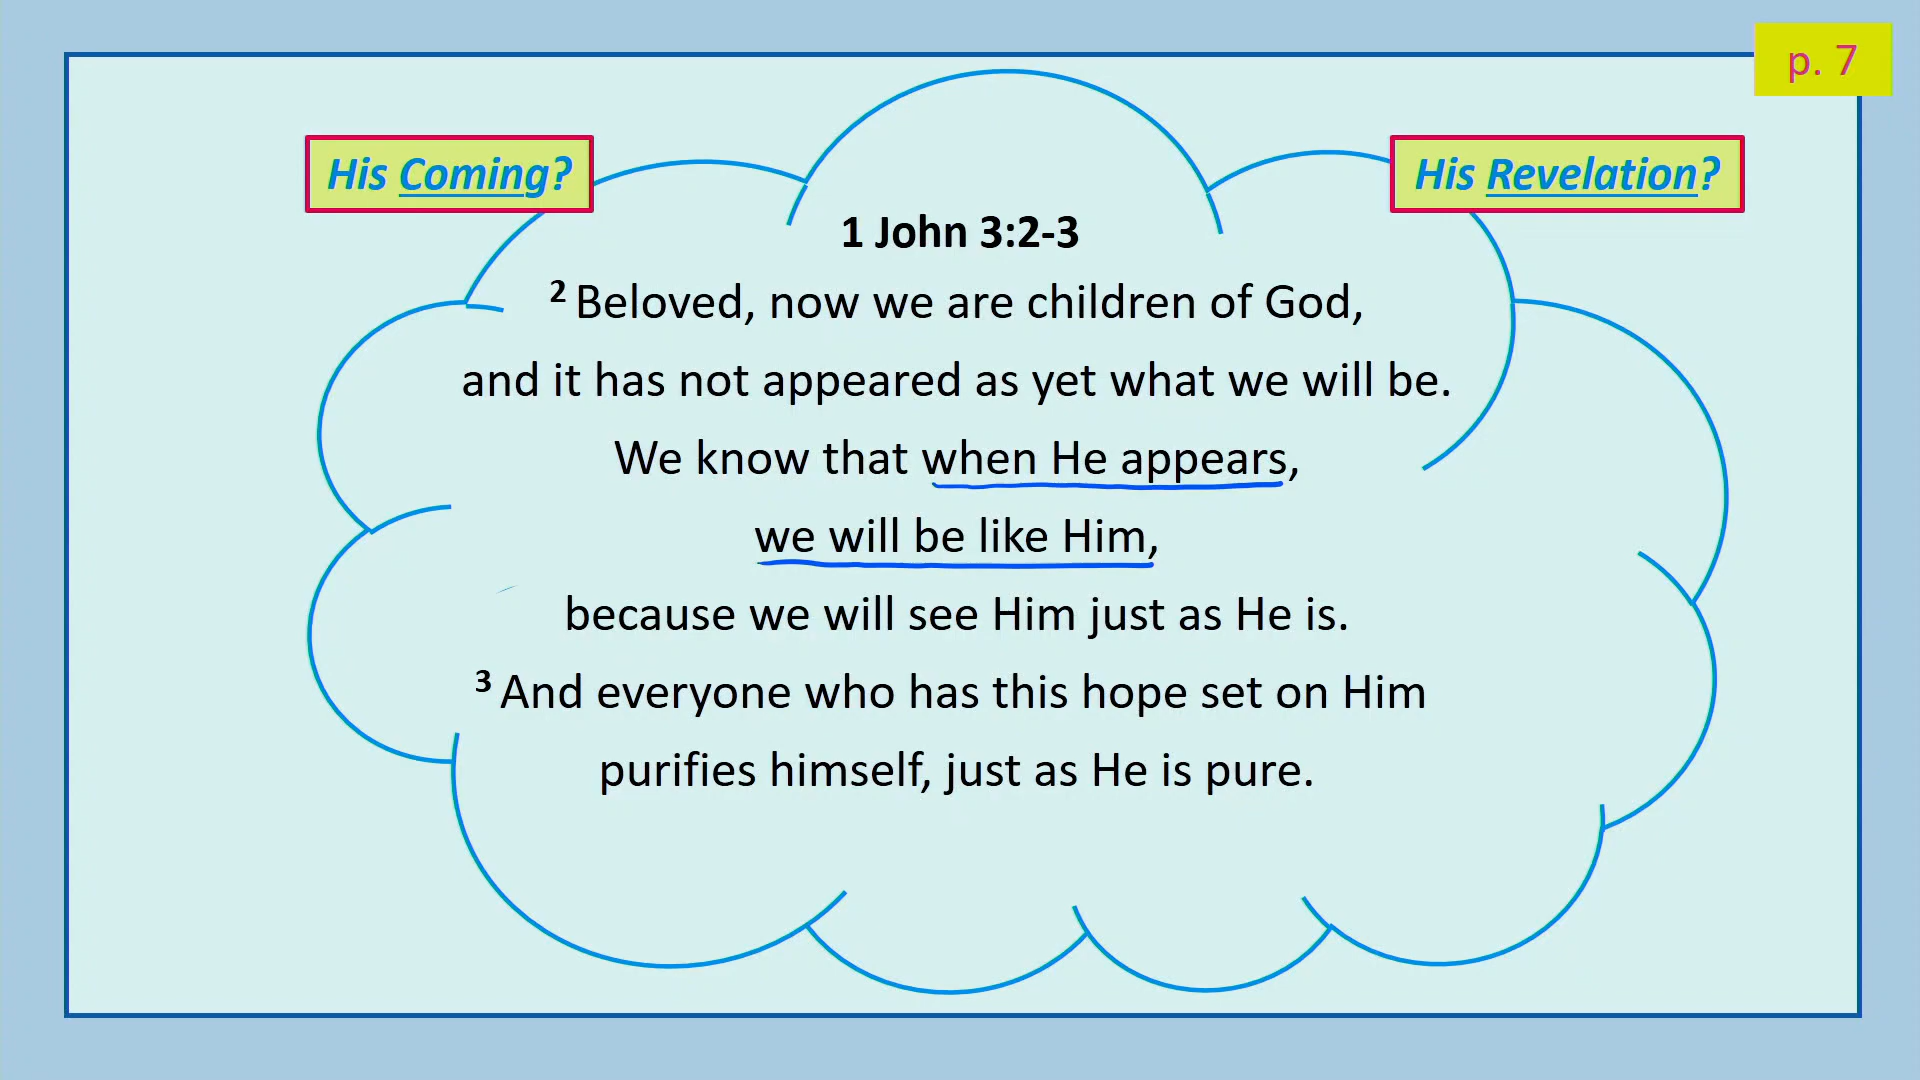 p. 7
His Coming?
His Revelation?
1 John 3:2-3
2 Beloved, now we are children of God,
and it has not appeared as yet what we will be.
We know that when He appears,
we will be like Him,
because we will see Him just as He is.
3 And everyone who has this hope set on Him
purifies himself, just as He is pure.